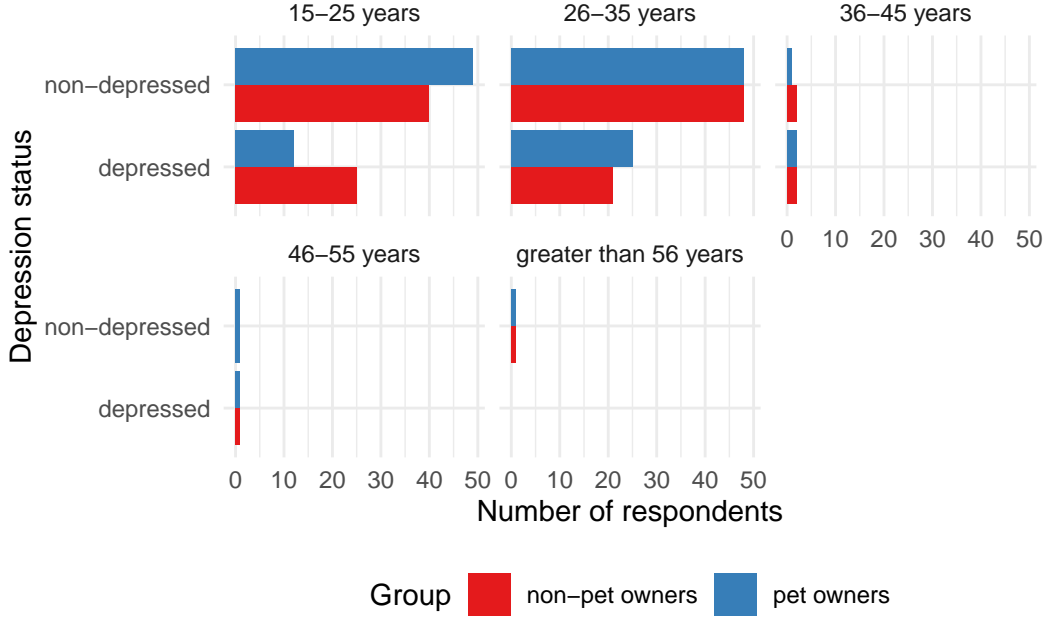 15−25 years
26−35 years
36−45 years
Depression status
non−depressed
depressed
0 10 20 30 40 50
46−55 years
greater than 56 years
non−depressed
depressed
0 10 20 30 40 50
0 10 20 30 40 50
Number of respondents
Group
non−pet owners
pet owners